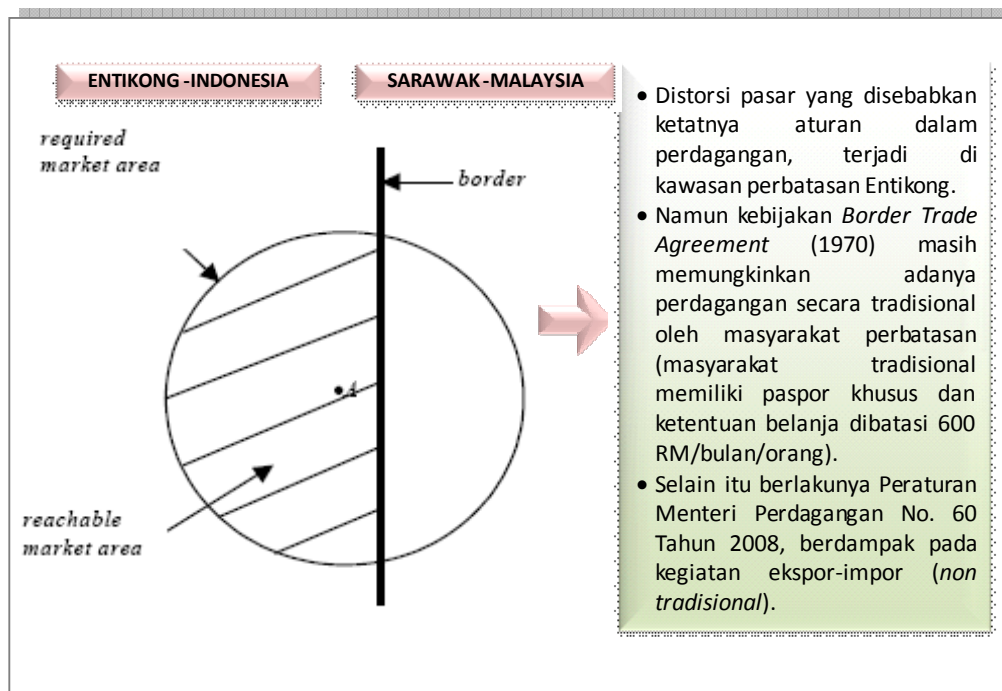 ENTIKONG -INDONESIA
SARAWAK -MALAYSIA
required
market area
border
A
reachable
market area
• Distorsi pasar yang disebabkan
ketatnya aturan dalam
perdagangan, terjadi di
kawasan perbatasan Entikong.
• Namun kebijakan Border Trade
Agreement (1970) masih
memungkinkan adanya
perdagangan secara tradisional
oleh masyarakat perbatasan
(masyarakat tradisional
memiliki paspor khusus dan
ketentuan belanja dibatasi 600
RM/bulan/orang).
• Selain itu berlakunya Peraturan
Menteri Perdagangan No. 60
Tahun 2008, berdampak pada
kegiatan ekspor-impor (non
tradisional).